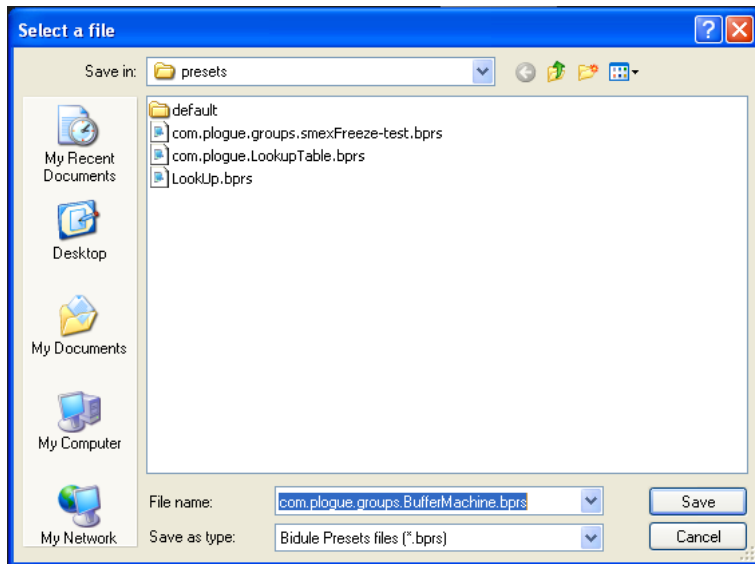 Select a file
Save in: presets
default
com.plogue.groups.smexFreeze-test.bprs
com.plogue.LookupTable.bprs
LookUp.bprs
My Recent
Documents
Desktop
My Documents
My Computer
My Network
File name: com.plogue.groups.BufferMachine.bprs Save
Save as type: Bidule Presets files (*.bprs) Cancel